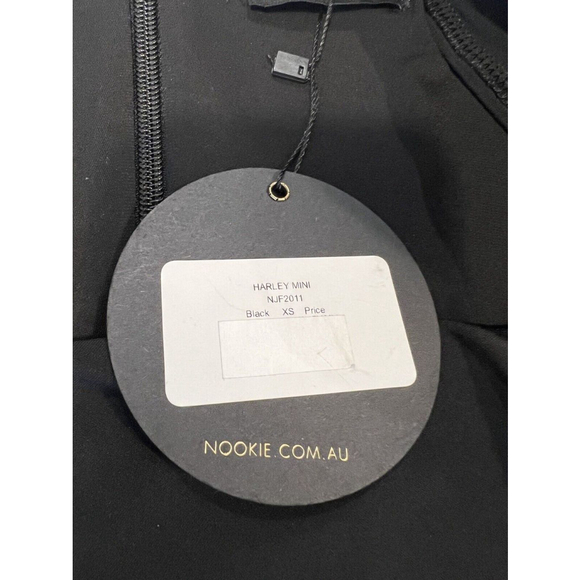 HARLEY MINI
NJF2011
Black XS Price
NOOKIE.COM.AU